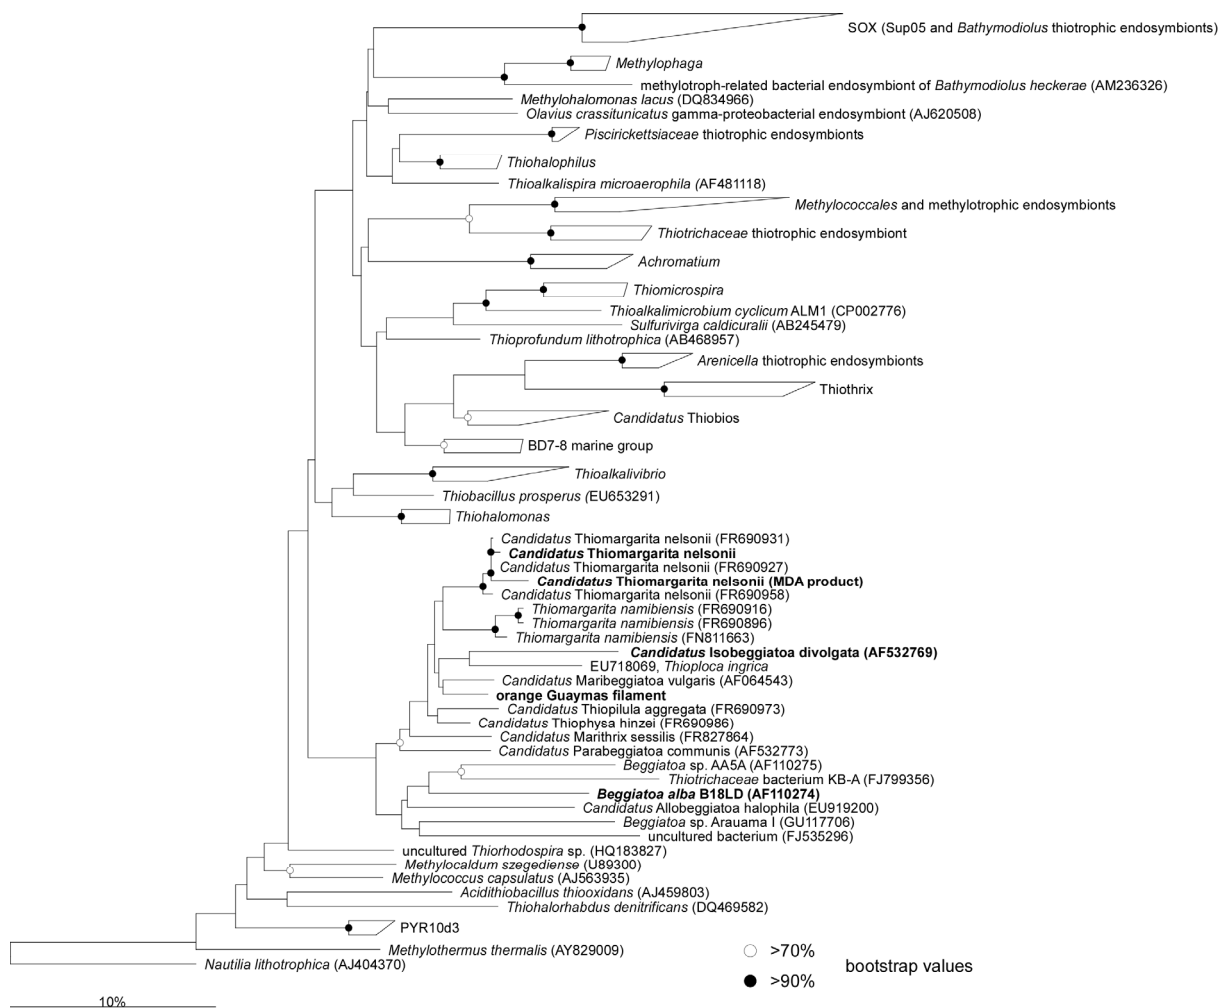 SOX (Sup05 and Bathymodiolus thiotrophic endosymbionts)
Methylophaga
methylotroph-related bacterial endosymbiont of Bathymodiolus heckerae (AM236326)
Methylohalomonas lacus (DQ834966)
Olavius crassitunicatus gamma-proteobacterial endosymbiont (AJ620508)
Piscirickettsiaceae thiotrophic endosymbionts
Thiohalophilus
Thioalkalispira microaerophila (AF481118)
Methylococcales and methylotrophic endosymbionts
Thiotrichaceae thiotrophic endosymbiont
Achromatium
Thiomicrospira
Thioalkalimicrobium cyclicum ALM1 (CP002776)
Sulfurivirga caldicuralii (AB245479)
Thioprofundum lithotrophica (AB468957)
Arenicella thiotrophic endosymbionts
Thiothrix
Candidatus Thiobios
BD7-8 marine group
Thioalkalivibrio
Thiobacillus prosperus (EU653291)
Thiohalomonas
Candidatus Thiomargarita nelsonii (FR690931)
Candidatus Thiomargarita nelsonii
Candidatus Thiomargarita nelsonii (FR690927)
Candidatus Thiomargarita nelsonii (MDA product)
Candidatus Thiomargarita nelsonii (FR690958)
Thiomargarita namibiensis (FR690916)
Thiomargarita namibiensis (FR690896)
Thiomargarita namibiensis (FN811663)
Candidatus Isobeggiatoa divolgata (AF532769)
EU718069, Thioploca ingrica
Candidatus Maribeggiatoa vulgaris (AF064543)
orange Guaymas filament
Candidatus Thiopilula aggregata (FR690973)
Candidatus Thiophysa hinzei (FR690986)
Candidatus Marithrix sessilis (FR827864)
Candidatus Parabeggiatoa communis (AF532773)
Beggiatoa sp. AA5A (AF110275)
Thiotrichaceae bacterium KB-A (FJ799356)
Beggiatoa alba B18LD (AF110274)
Candidatus Allobeggiatoa halophila (EU919200)
Beggiatoa sp. Arauama I (GU117706)
uncultured bacterium (FJ535296)
uncultured Thiorhodospira sp. (HQ183827)
Methylocaldum szegediense (U89300)
Methylococcus capsulatus (AJ563935)
Acidithiobacillus thiooxidans (AJ459803)
Thiohalorhabdus denitrificans (DQ469582)
PYR10d3
Methylothermus thermalis (AY829009)
Nautilia lithotrophica (AJ404370)
>70%
>90%
bootstrap values
10%